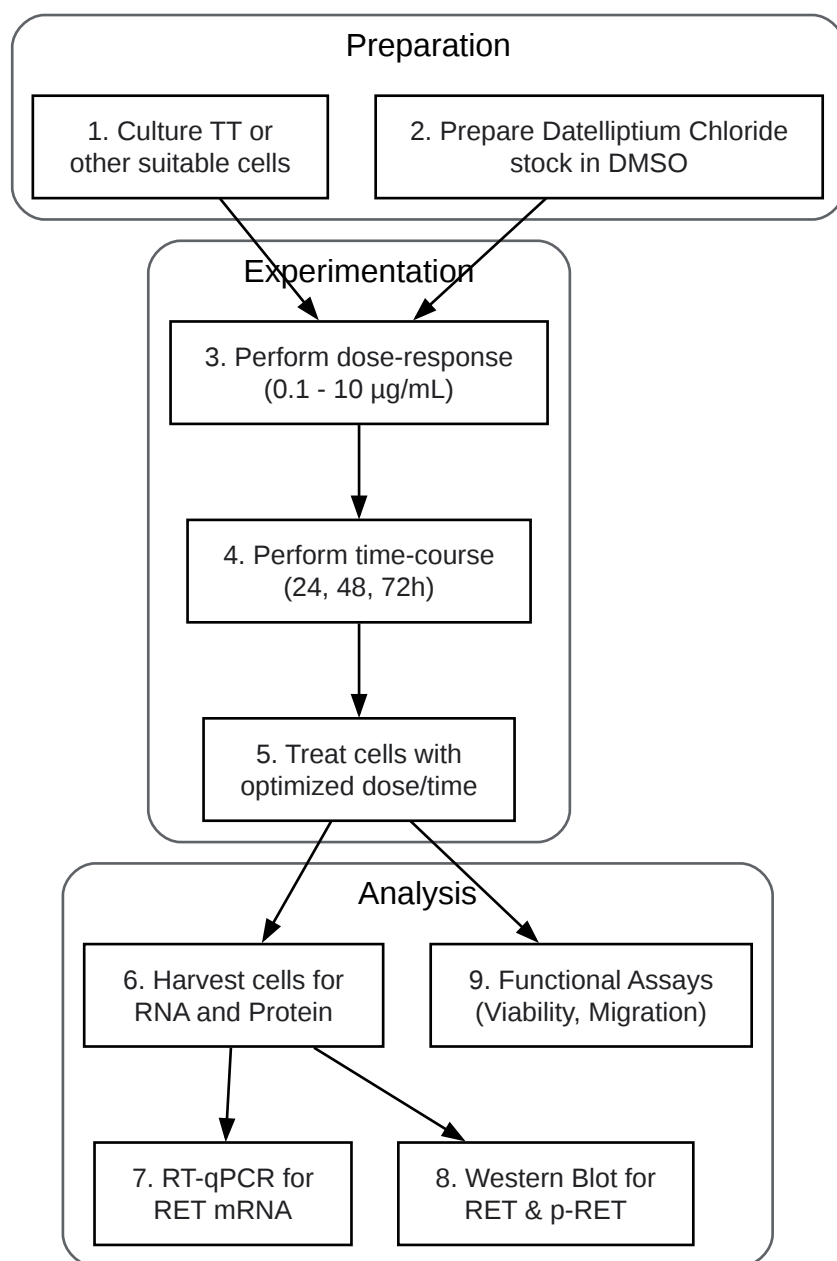 Preparation
1. Culture TT or
other suitable cells
2. Prepare Datelliptium Chloride
stock in DMSO
Experimentation
3. Perform dose-response
(0.1 - 10 µg/mL)
4. Perform time-course
(24, 48, 72h)
5. Treat cells with
optimized dose/time
Analysis
6. Harvest cells for
RNA and Protein
9. Functional Assays
(Viability, Migration)
7. RT-qPCR for
RET mRNA
8. Western Blot for
RET & p-RET